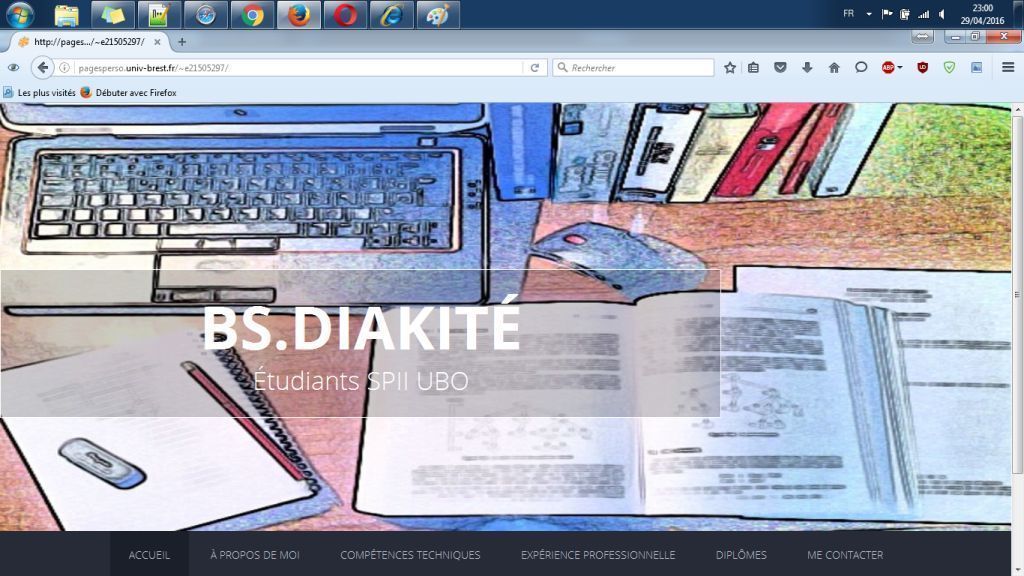 FR
23:00
29/04/2016
http://pages.../~e21505297/
pagesperso.univ-brest.fr/~e21505297/
Rechercher
ABP
Les plus visités
Débuter avec Firefox
BS.DIAKITÉ
Étudiants SPII UBO
ACCUEIL
À PROPOS DE MOI
COMPÉTENCES TECHNIQUES
EXPÉRIENCE PROFESSIONNELLE
DIPLÔMES
ME CONTACTER